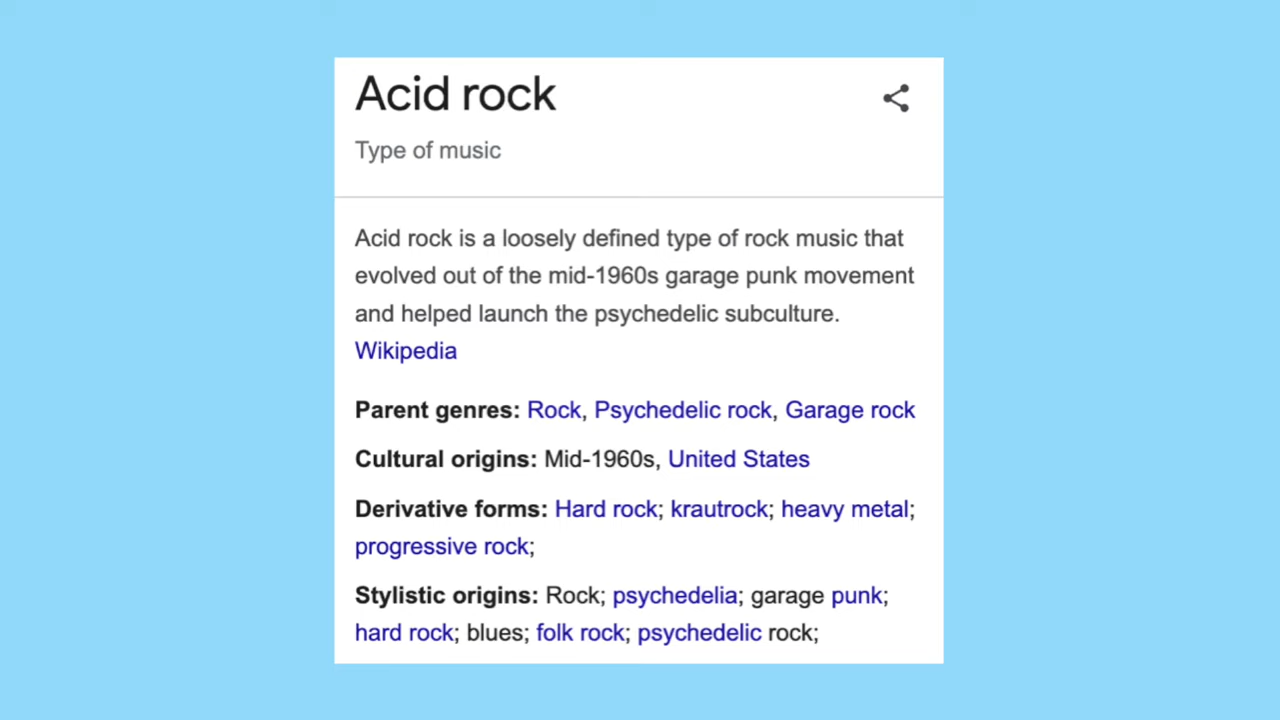 Acid rock
Type of music
Acid rock is a loosely defined type of rock music that
evolved out of the mid-1960s garage punk movement
and helped launch the psychedelic subculture.
Wikipedia
Parent genres: Rock, Psychedelic rock, Garage rock
Cultural origins: Mid-1960s, United States
Derivative forms: Hard rock; krautrock; heavy metal;
progressive rock;
Stylistic origins: Rock; psychedelia; garage punk;
hard rock; blues; folk rock; psychedelic rock;